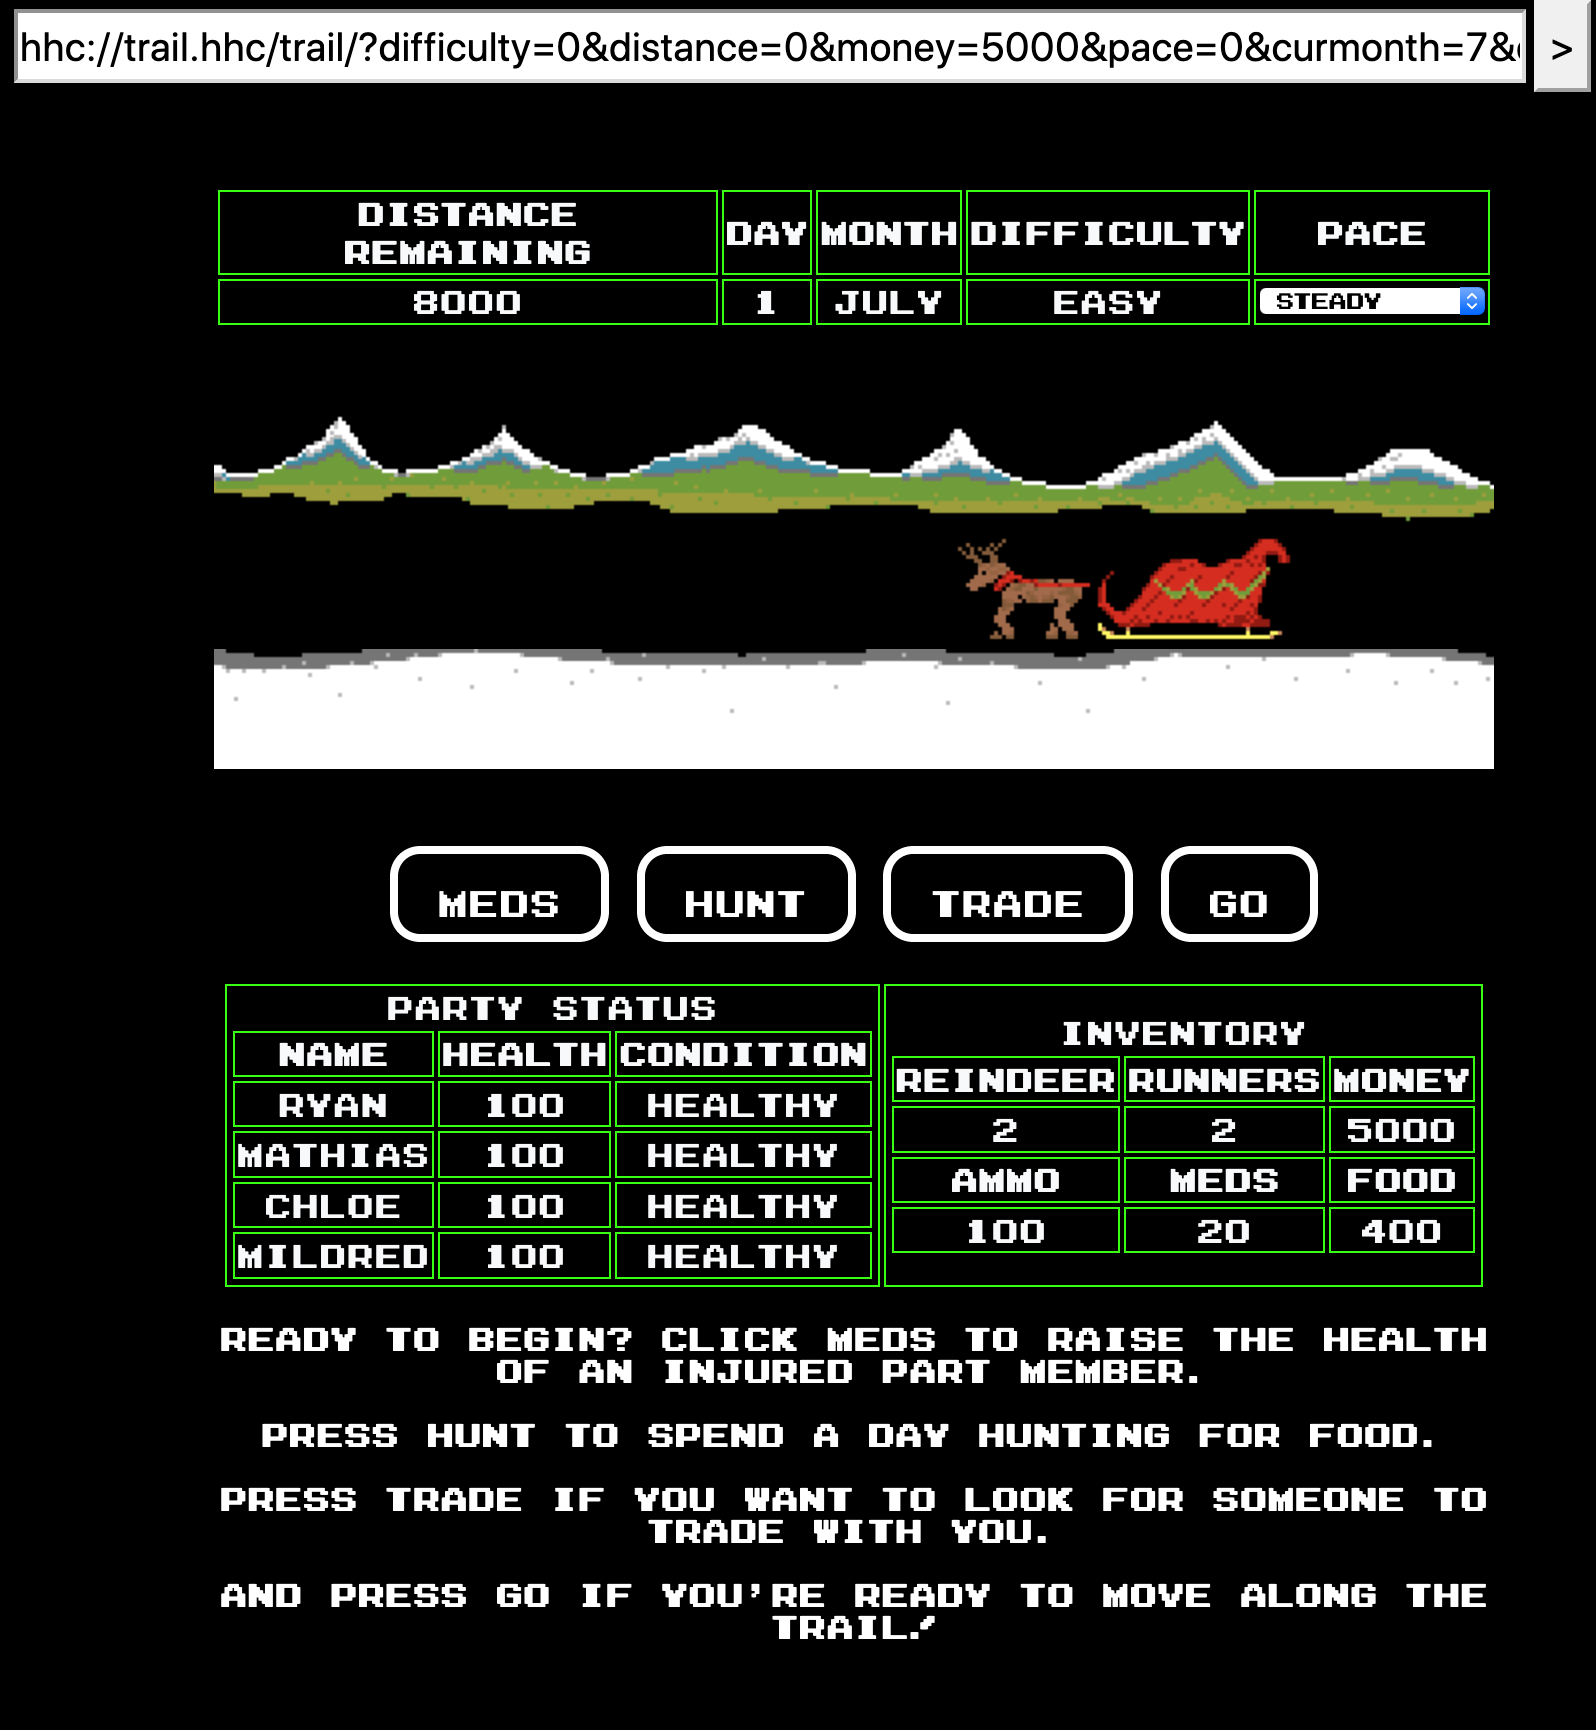 hhc://trail.hhc/trail/?difficulty=0&distance=0&money=5000&pace=0&curmonth=7&
>
DISTANCE REMAINING DAY MONTH DIFFICULTY PACE
8000 1 JULY EASY STEADY
MEDS HUNT TRADE GO
PARTY STATUS
NAME HEALTH CONDITION
RYAN 100 HEALTHY
MATHIAS 100 HEALTHY
CHLOE 100 HEALTHY
MILDRED 100 HEALTHY
INVENTORY
REINDEER RUNNERS MONEY
2 2 5000
AMMO MEDS FOOD
100 20 400
READY TO BEGIN? CLICK MEDS TO RAISE THE HEALTH
OF AN INJURED PART MEMBER.
PRESS HUNT TO SPEND A DAY HUNTING FOR FOOD.
PRESS TRADE IF YOU WANT TO LOOK FOR SOMEONE TO
TRADE WITH YOU.
AND PRESS GO IF YOU'RE READY TO MOVE ALONG THE
TRAIL!